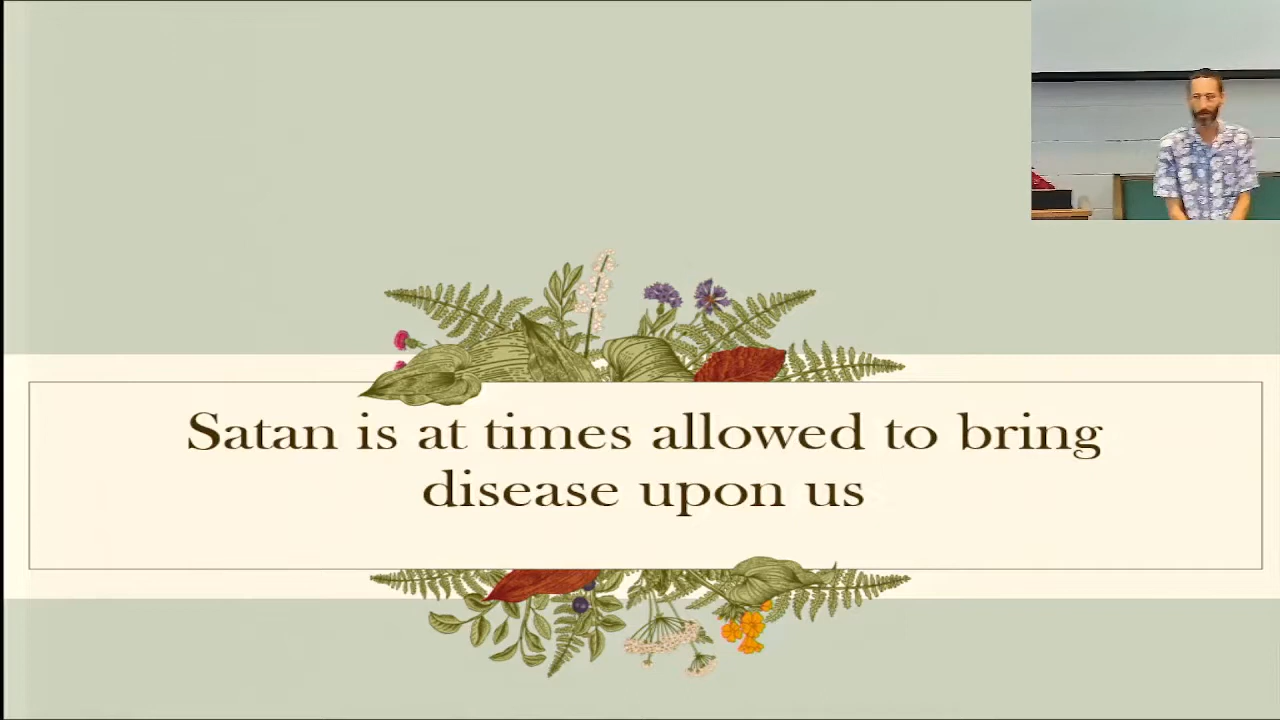 Satan is at times allowed to bring
disease upon us